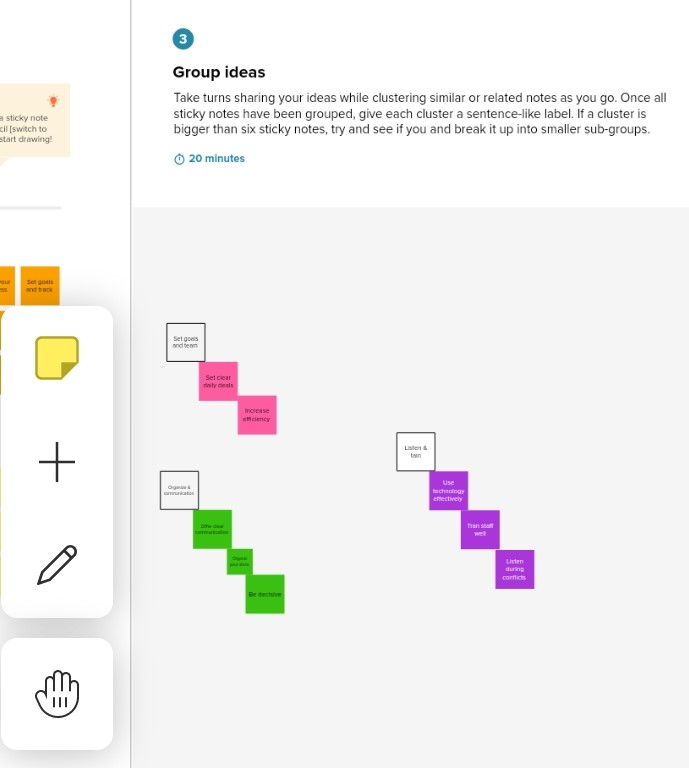 3
Group ideas
Take turns sharing your ideas while clustering similar or related notes as you go. Once all
sticky notes have been grouped, give each cluster a sentence-like label. If a cluster is
bigger than six sticky notes, try and see if you and break it up into smaller sub-groups.
20 minutes
a sticky note
cil [switch to
start drawing!
your
Set goals
and track
Set goals
and team
Set clear
daily deals
Increase
efficiency
Organize &
communication
Offer clear
communication
Organize
your
Be decisive
Listen &
tain
Use
technology
effectively
Tran staff
well
Listen
during
conflicts